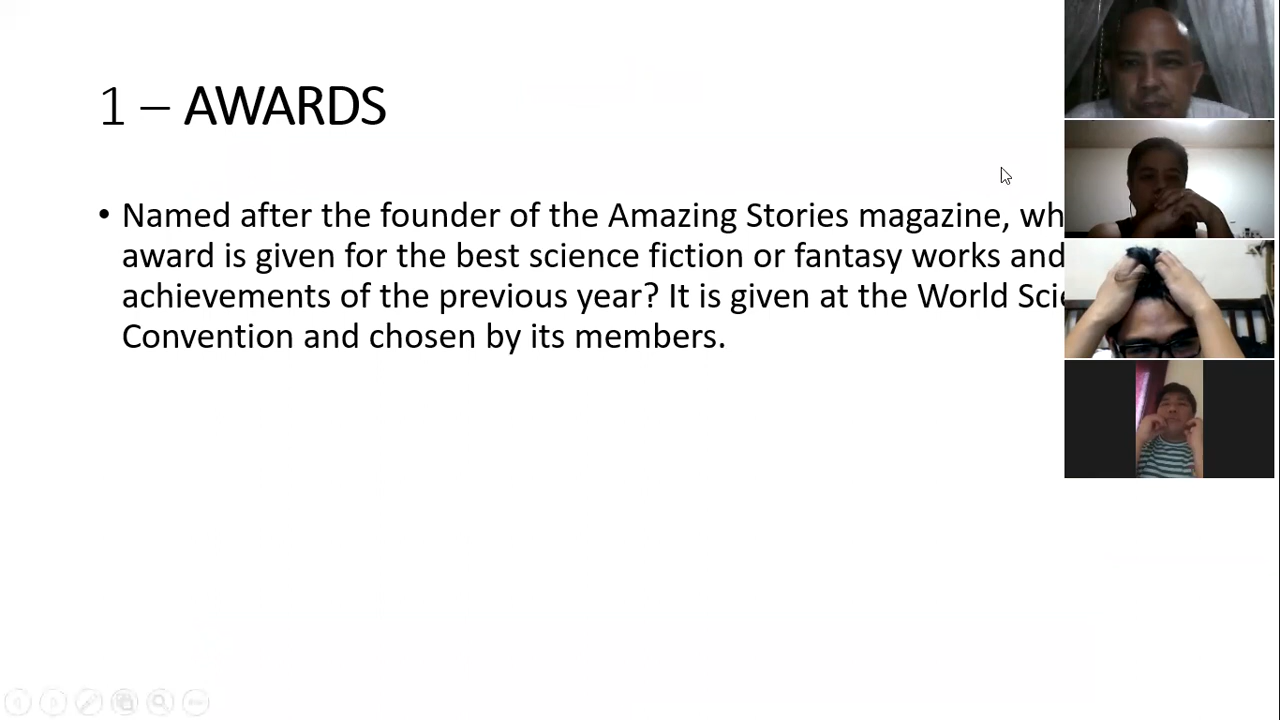 1 – AWARDS
• Named after the founder of the Amazing Stories magazine,
award is given for the best science fiction or fantasy works and
achievements of the previous year? It is given at the World
Convention and chosen by its members.